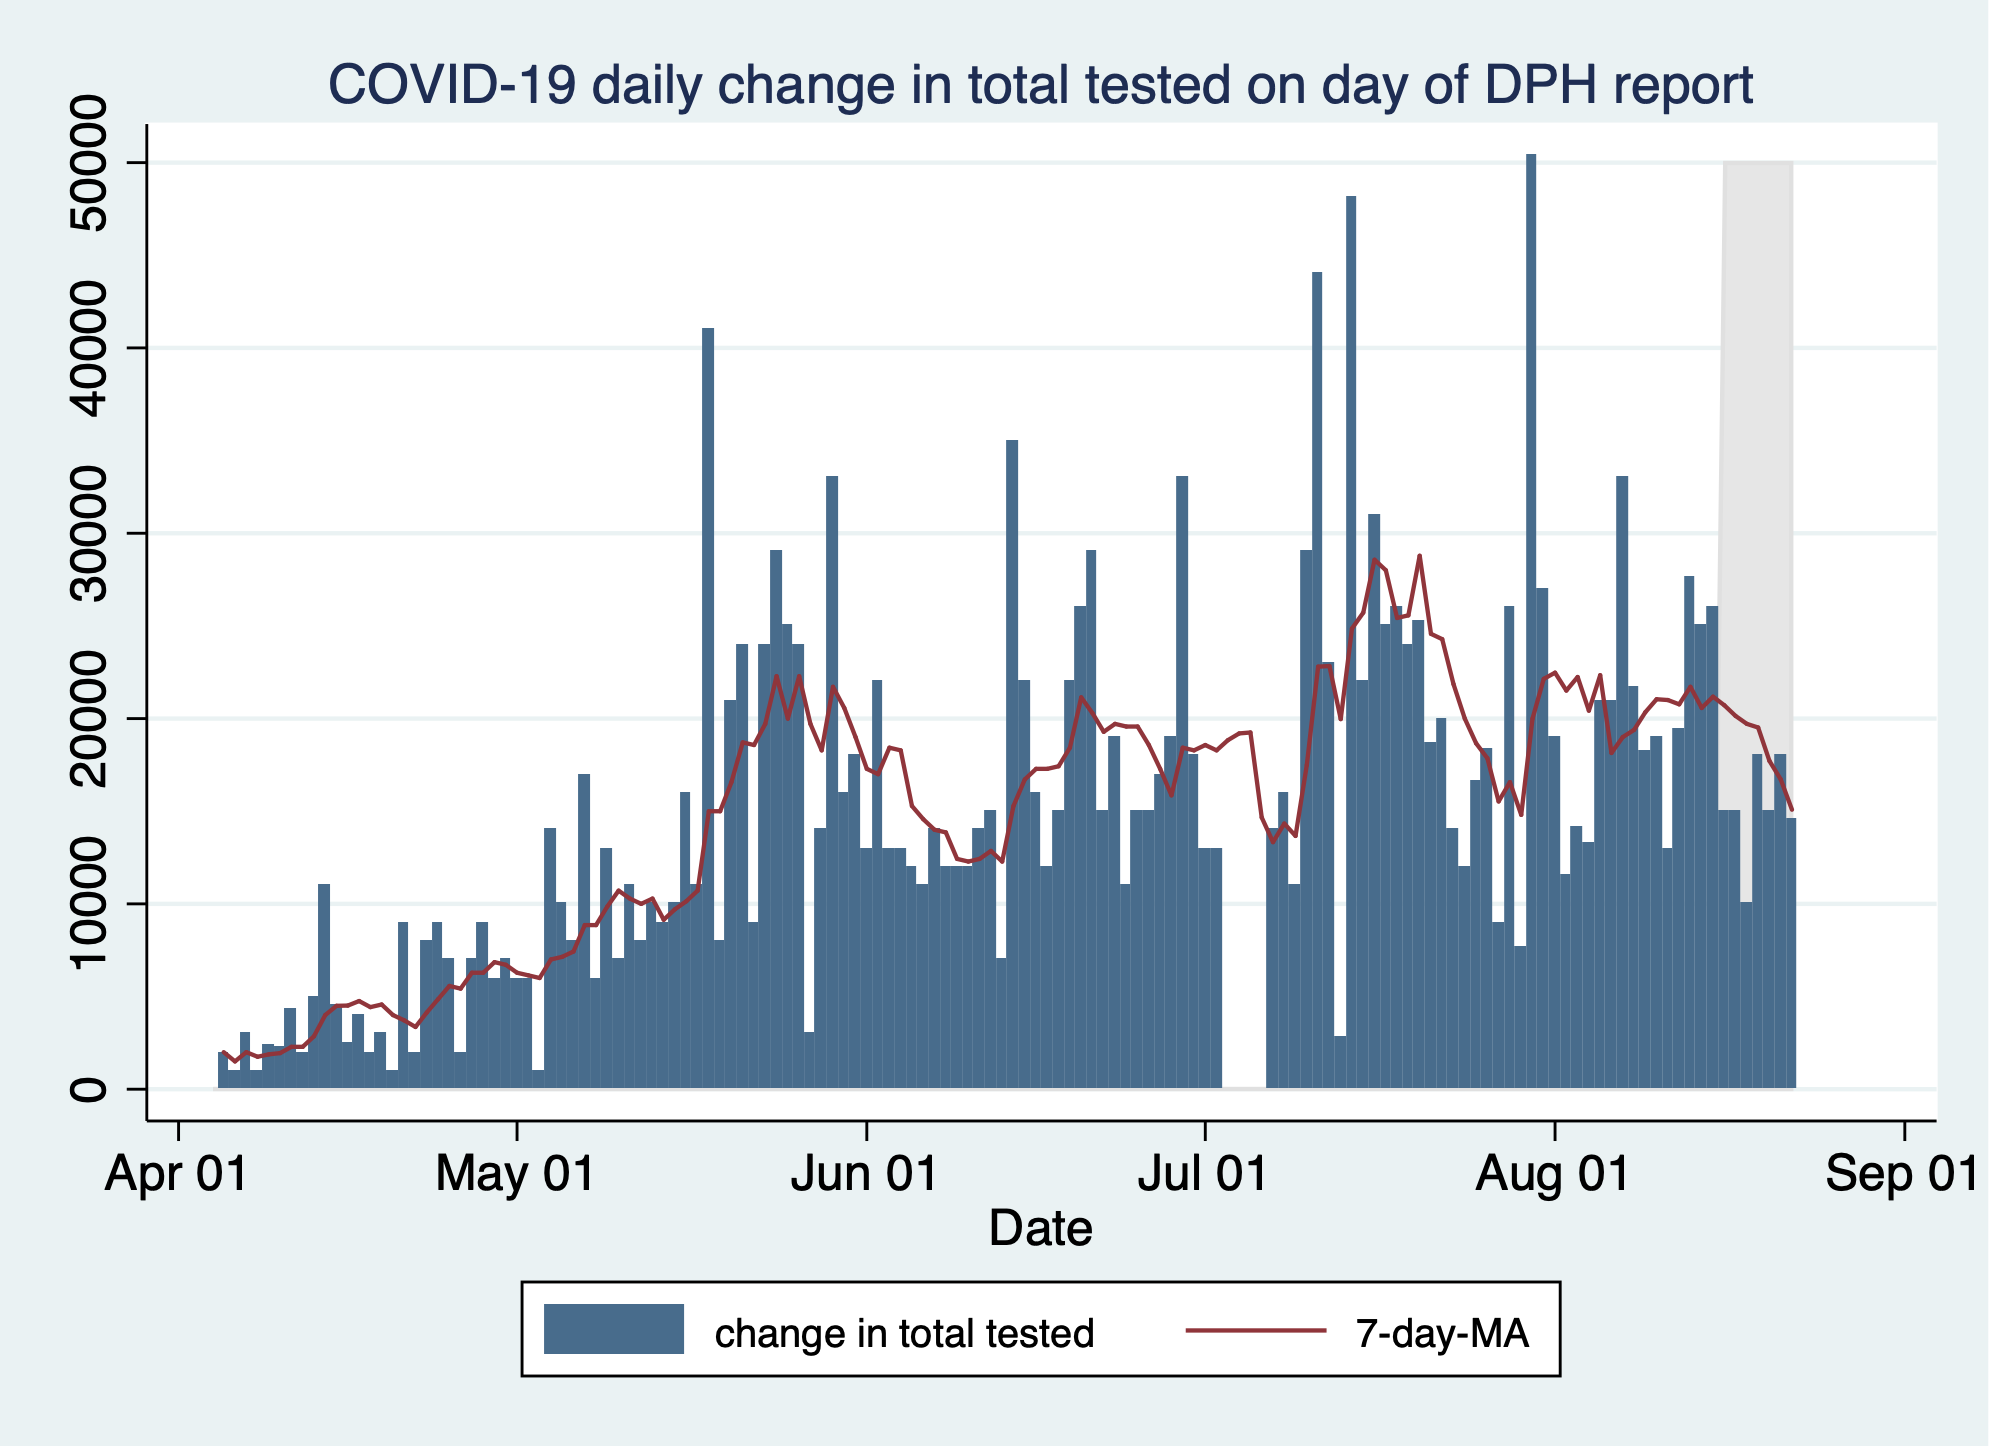 COVID-19 daily change in total tested on day of DPH report
50000
40000
30000
20000
10000
0
Apr 01 May 01 Jun 01 Jul 01 Aug 01 Sep 01
Date
change in total tested 7-day-MA